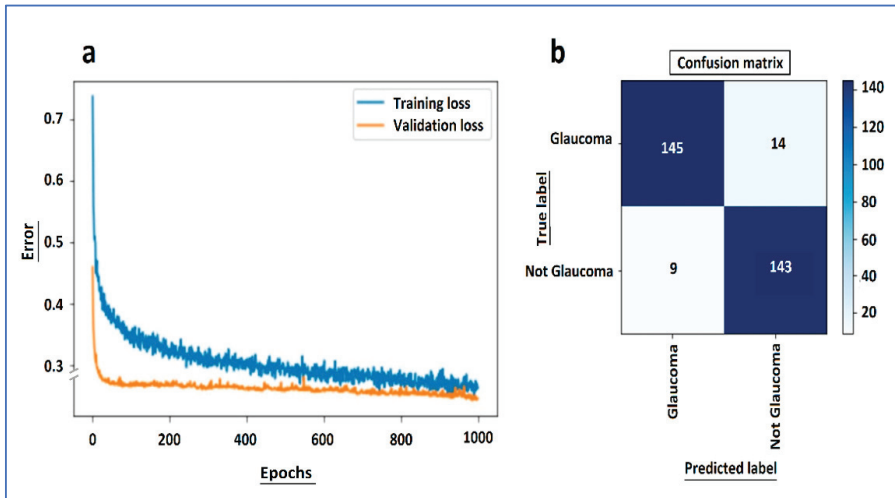 a
Training loss
Validation loss
0.7
0.6
0.5
0.4
0.3
Error
0 200 400 600 800 1000
Epochs
b
Confusion matrix
Glaucoma
Not Glaucoma
True label
145 14
9 143
Glaucoma
Not Glaucoma
Predicted label
140
120
100
80
60
40
20